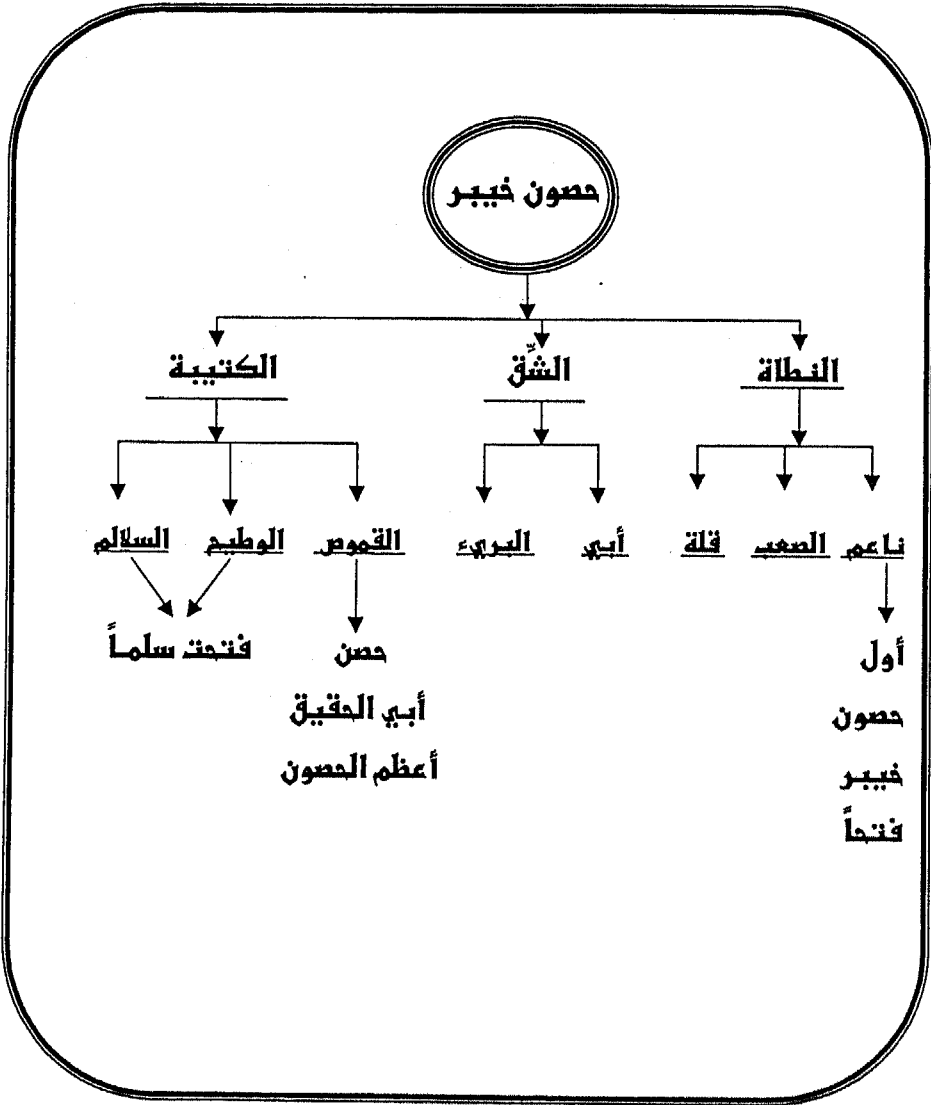 حصون خيبر
النطاة
الشِّق
الكتيبة
ناعم
الصعب
قلة
أبي
البريء
القموص
الوطيح
السلالم
أول
حصون
خيبر
فتحاً
حصن
أبي الحقيق
أعظم الحصون
فتحت سلماً